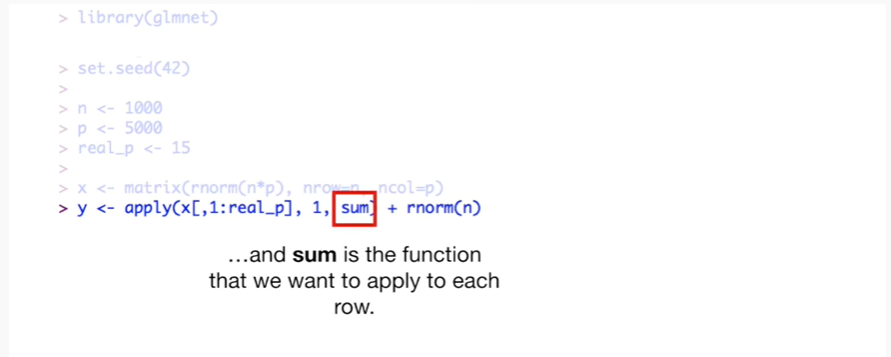 > library(glmnet)
> set.seed(42)
>
> n <- 1000
> p <- 5000
> real_p <- 15
>
> x <- matrix(rnorm(n*p), nrow=n, ncol=p)
> y <- apply(x[,1:real_p], 1, sum) + rnorm(n)
…and sum is the function
that we want to apply to each
row.